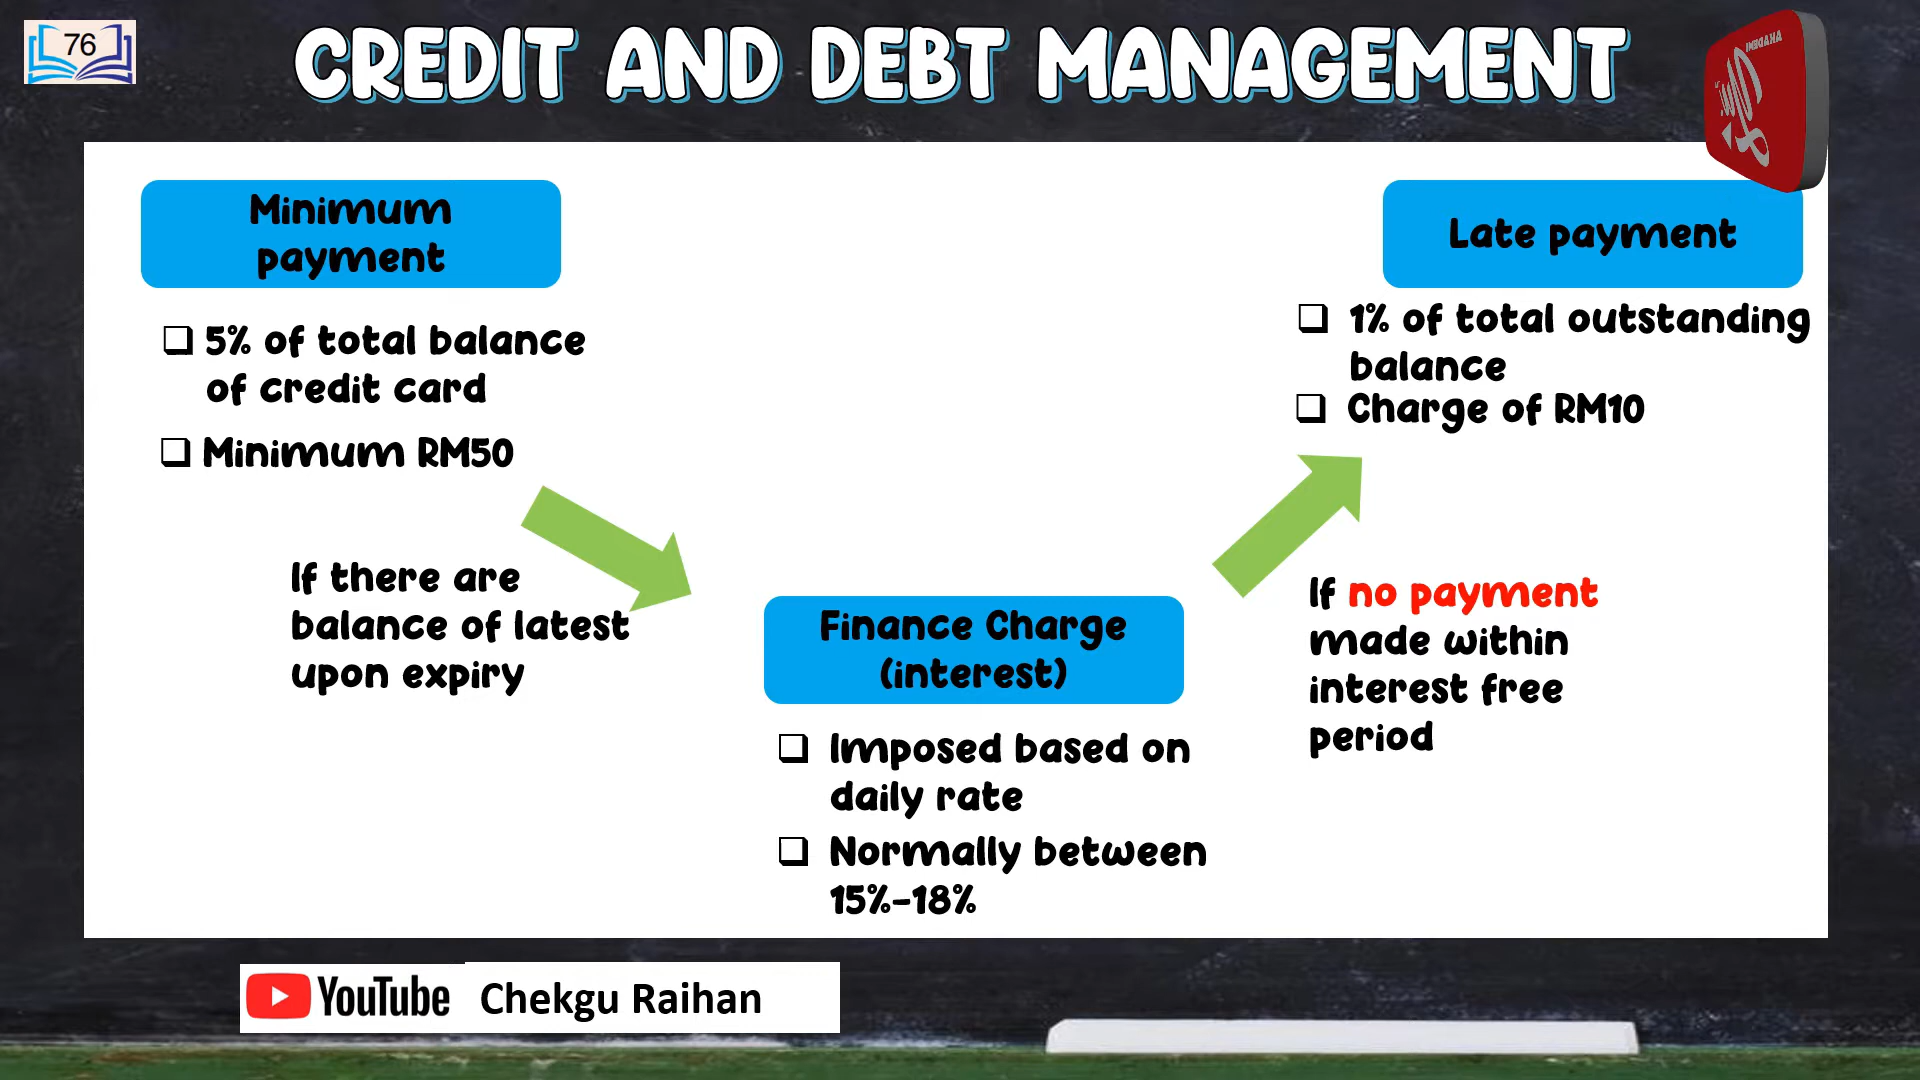 76
CREDIT AND DEBT MANAGEMENT
AKADEMI
Minimum
payment
5% of total balance
of credit card
Minimum RM50
If there are
balance of latest
upon expiry
Finance Charge
(interest)
Imposed based on
daily rate
Normally between
15%-18%
Late payment
1% of total outstanding
balance
Charge of RM10
If no payment
made within
interest free
period
YouTube Chekgu Raihan